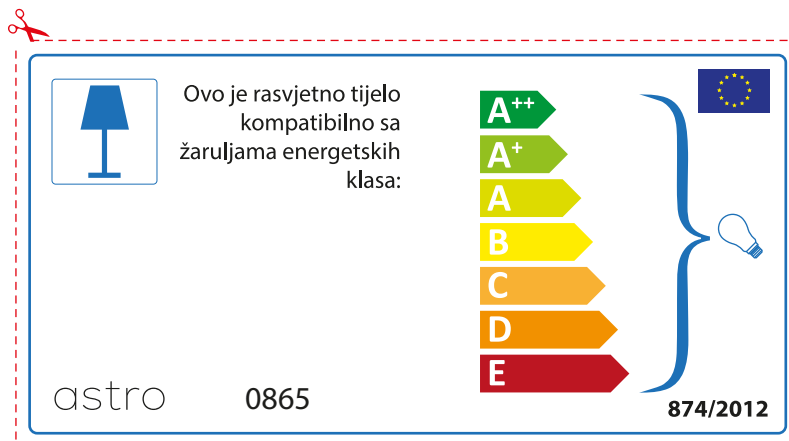 Ovo je rasvjetno tijelo
kompatibilno sa
žaruljama energetskih
klasa:
A++
A+
A
B
C
D
E
astro
0865
874/2012